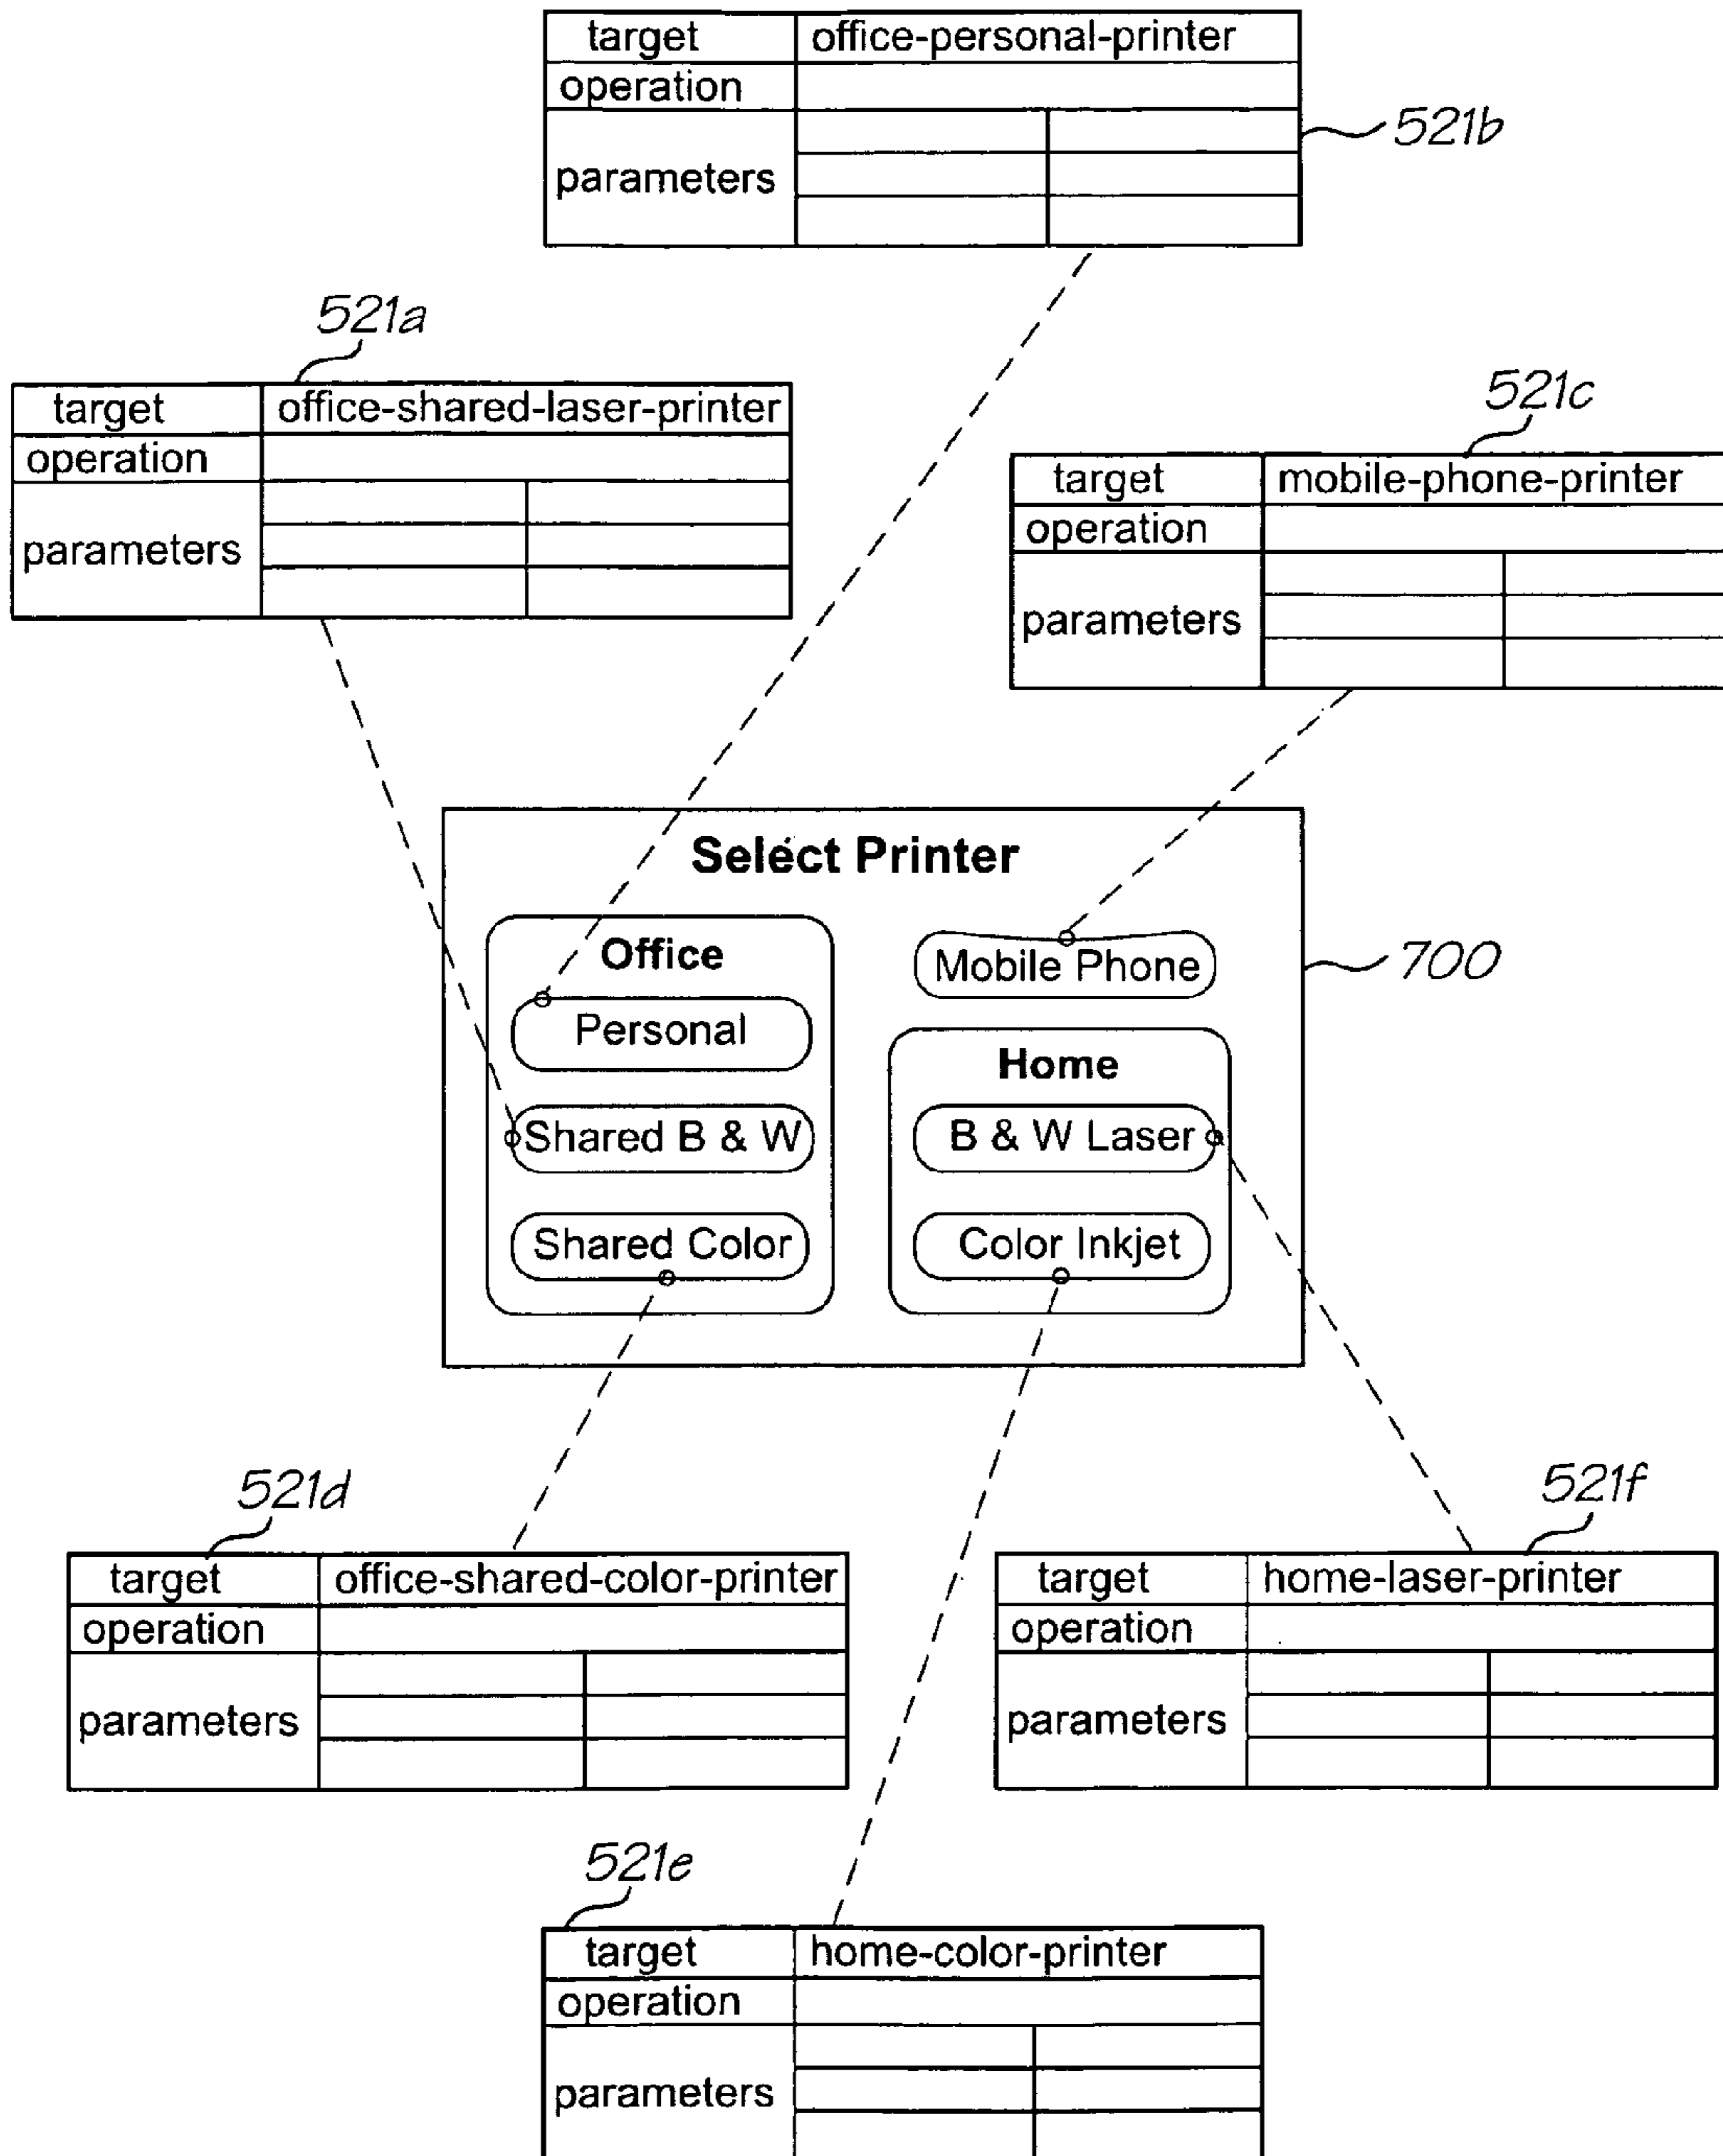 target office-personal-printer
operation
parameters
521b
521a
target office-shared-laser-printer
operation
parameters
521c
target mobile-phone-printer
operation
parameters
Select Printer
Office
Personal
Shared B & W
Shared Color
Mobile Phone
Home
B & W Laser
Color Inkjet
700
521d
target office-shared-color-printer
operation
parameters
521f
target home-laser-printer
operation
parameters
521e
target home-color-printer
operation
parameters